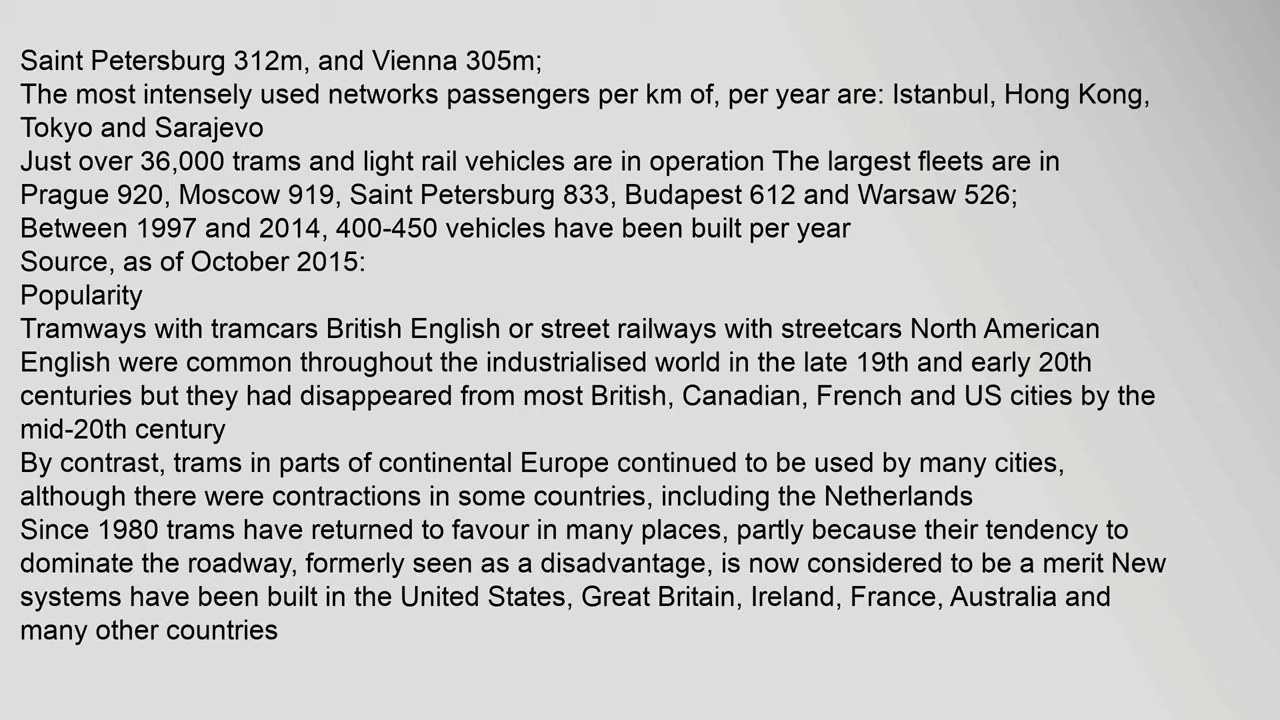 Saint Petersburg 312m, and Vienna 305m;
The most intensely used networks passengers per km of, per year are: Istanbul, Hong Kong,
Tokyo and Sarajevo
Just over 36,000 trams and light rail vehicles are in operation The largest fleets are in
Prague 920, Moscow 919, Saint Petersburg 833, Budapest 612 and Warsaw 526;
Between 1997 and 2014, 400-450 vehicles have been built per year
Source, as of October 2015:
Popularity
Tramways with tramcars British English or street railways with streetcars North American
English were common throughout the industrialised world in the late 19th and early 20th
centuries but they had disappeared from most British, Canadian, French and US cities by the
mid-20th century
By contrast, trams in parts of continental Europe continued to be used by many cities,
although there were contractions in some countries, including the Netherlands
Since 1980 trams have returned to favour in many places, partly because their tendency to
dominate the roadway, formerly seen as a disadvantage, is now considered to be a merit New
systems have been built in the United States, Great Britain, Ireland, France, Australia and
many other countries